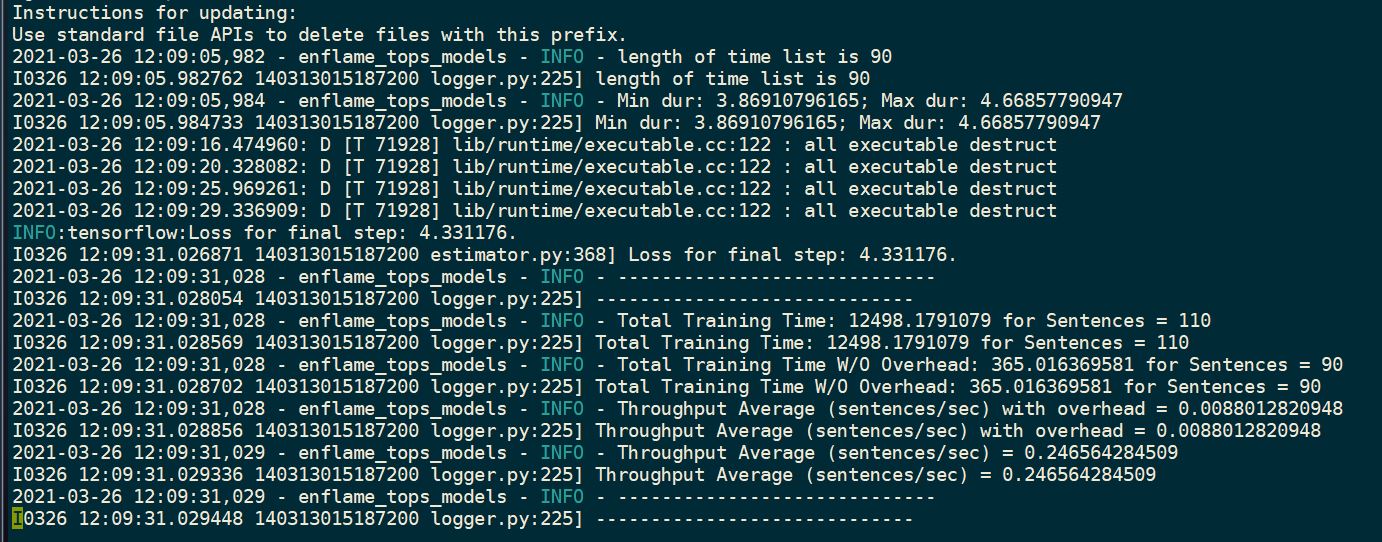 Instructions for updating:
Use standard file APIs to delete files with this prefix.
2021-03-26 12:09:05,982 - enflame_tops_models - INFO - length of time list is 90
I0326 12:09:05.982762 140313015187200 logger.py:225] length of time list is 90
2021-03-26 12:09:05,984 - enflame_tops_models - INFO - Min dur: 3.86910796165; Max dur: 4.66857790947
I0326 12:09:05.984733 140313015187200 logger.py:225] Min dur: 3.86910796165; Max dur: 4.66857790947
2021-03-26 12:09:16.474960: D [T 71928] lib/runtime/executable.cc:122 : all executable destruct
2021-03-26 12:09:20.328082: D [T 71928] lib/runtime/executable.cc:122 : all executable destruct
2021-03-26 12:09:25.969261: D [T 71928] lib/runtime/executable.cc:122 : all executable destruct
2021-03-26 12:09:29.336909: D [T 71928] lib/runtime/executable.cc:122 : all executable destruct
INFO:tensorflow:Loss for final step: 4.331176.
I0326 12:09:31.026871 140313015187200 estimator.py:368] Loss for final step: 4.331176.
2021-03-26 12:09:31,028 - enflame_tops_models - INFO - -----------------------------
I0326 12:09:31.028054 140313015187200 logger.py:225] -----------------------------
2021-03-26 12:09:31,028 - enflame_tops_models - INFO - Total Training Time: 12498.1791079 for Sentences = 110
I0326 12:09:31.028569 140313015187200 logger.py:225] Total Training Time: 12498.1791079 for Sentences = 110
2021-03-26 12:09:31,028 - enflame_tops_models - INFO - Total Training Time W/O Overhead: 365.016369581 for Sentences = 90
I0326 12:09:31.028702 140313015187200 logger.py:225] Total Training Time W/O Overhead: 365.016369581 for Sentences = 90
2021-03-26 12:09:31,028 - enflame_tops_models - INFO - Throughput Average (sentences/sec) with overhead = 0.0088012820948
I0326 12:09:31.028856 140313015187200 logger.py:225] Throughput Average (sentences/sec) with overhead = 0.0088012820948
2021-03-26 12:09:31,029 - enflame_tops_models - INFO - Throughput Average (sentences/sec) = 0.246564284509
I0326 12:09:31.029336 140313015187200 logger.py:225] Throughput Average (sentences/sec) = 0.246564284509
2021-03-26 12:09:31,029 - enflame_tops_models - INFO - -----------------------------
I0326 12:09:31.029448 140313015187200 logger.py:225] -----------------------------